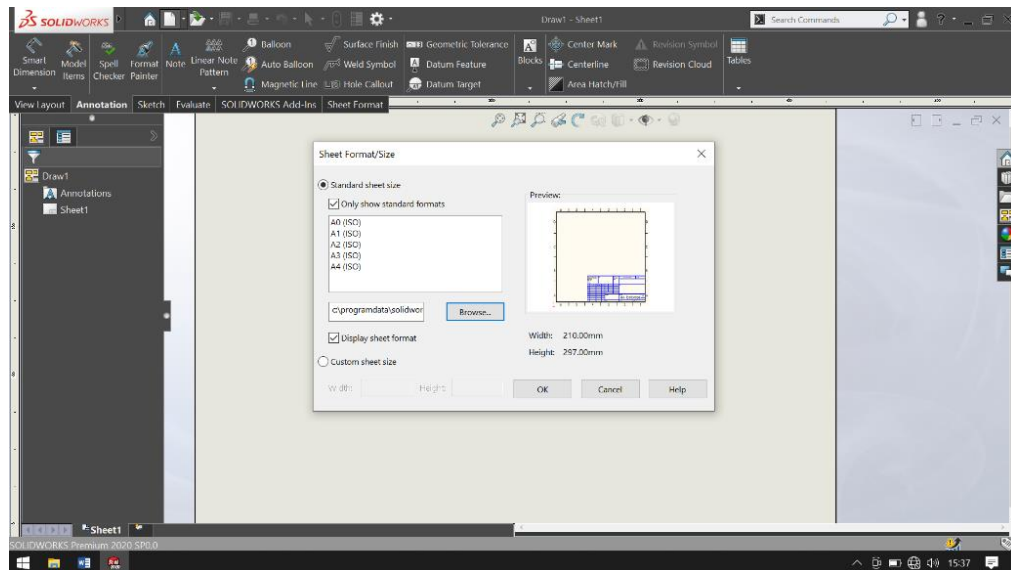 SOLIDWORKS
Draw1 - Sheet1
Search Commands
?
Smart Dimension
Model Items
Spell Checker
Format Painter
Note
Linear Note Pattern
Balloon
Auto Balloon
Magnetic Line
Surface Finish
Weld Symbol
Hole Callout
Geometric Tolerance
Datum Feature
Datum Target
Blocks
Center Mark
Centerline
Area Hatch/Fill
Revision Symbol
Revision Cloud
Tables
View Layout Annotation Sketch Evaluate SOLIDWORKS Add-Ins Sheet Format
Draw1
Annotations
Sheet1
Sheet Format/Size
Standard sheet size
Only show standard formats
A0 (ISO)
A1 (ISO)
A2 (ISO)
A3 (ISO)
A4 (ISO)
c:\programdata\solidwor
Browse...
Display sheet format
Custom sheet size
Width: Height:
Preview:
Width: 210.00mm
Height: 297.00mm
OK Cancel Help
Sheet1
SOLIDWORKS Premium 2020 SP0.0
15:37